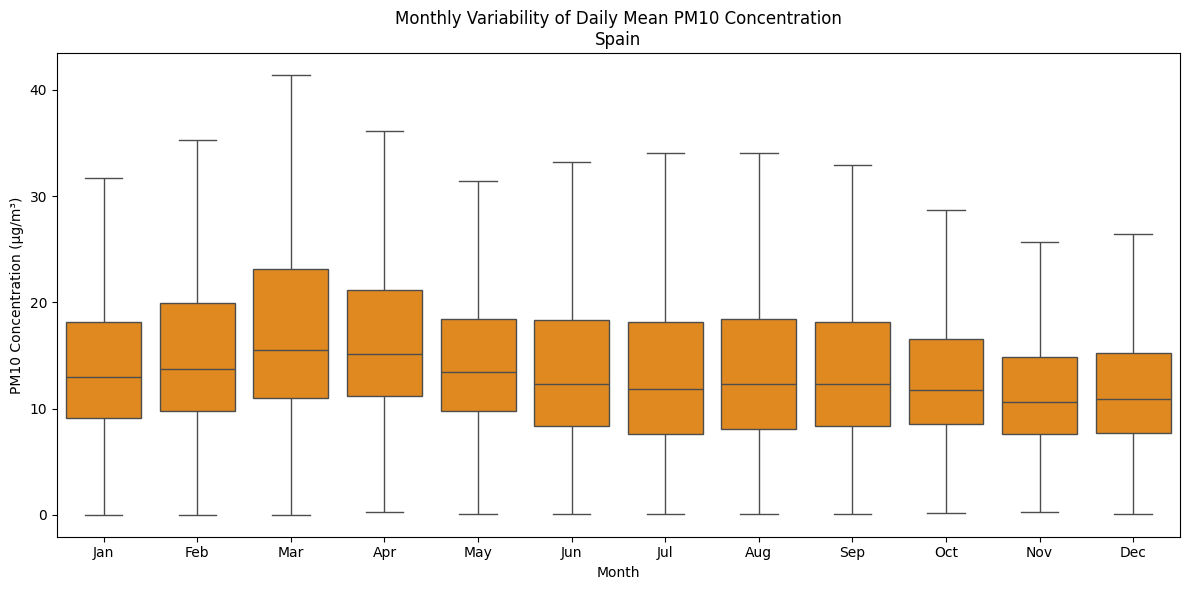 Monthly Variability of Daily Mean PM10 Concentration
Spain
PM10 Concentration (μg/m³)
40
30
20
10
0
Jan Feb Mar Apr May Jun Jul Aug Sep Oct Nov Dec
Month